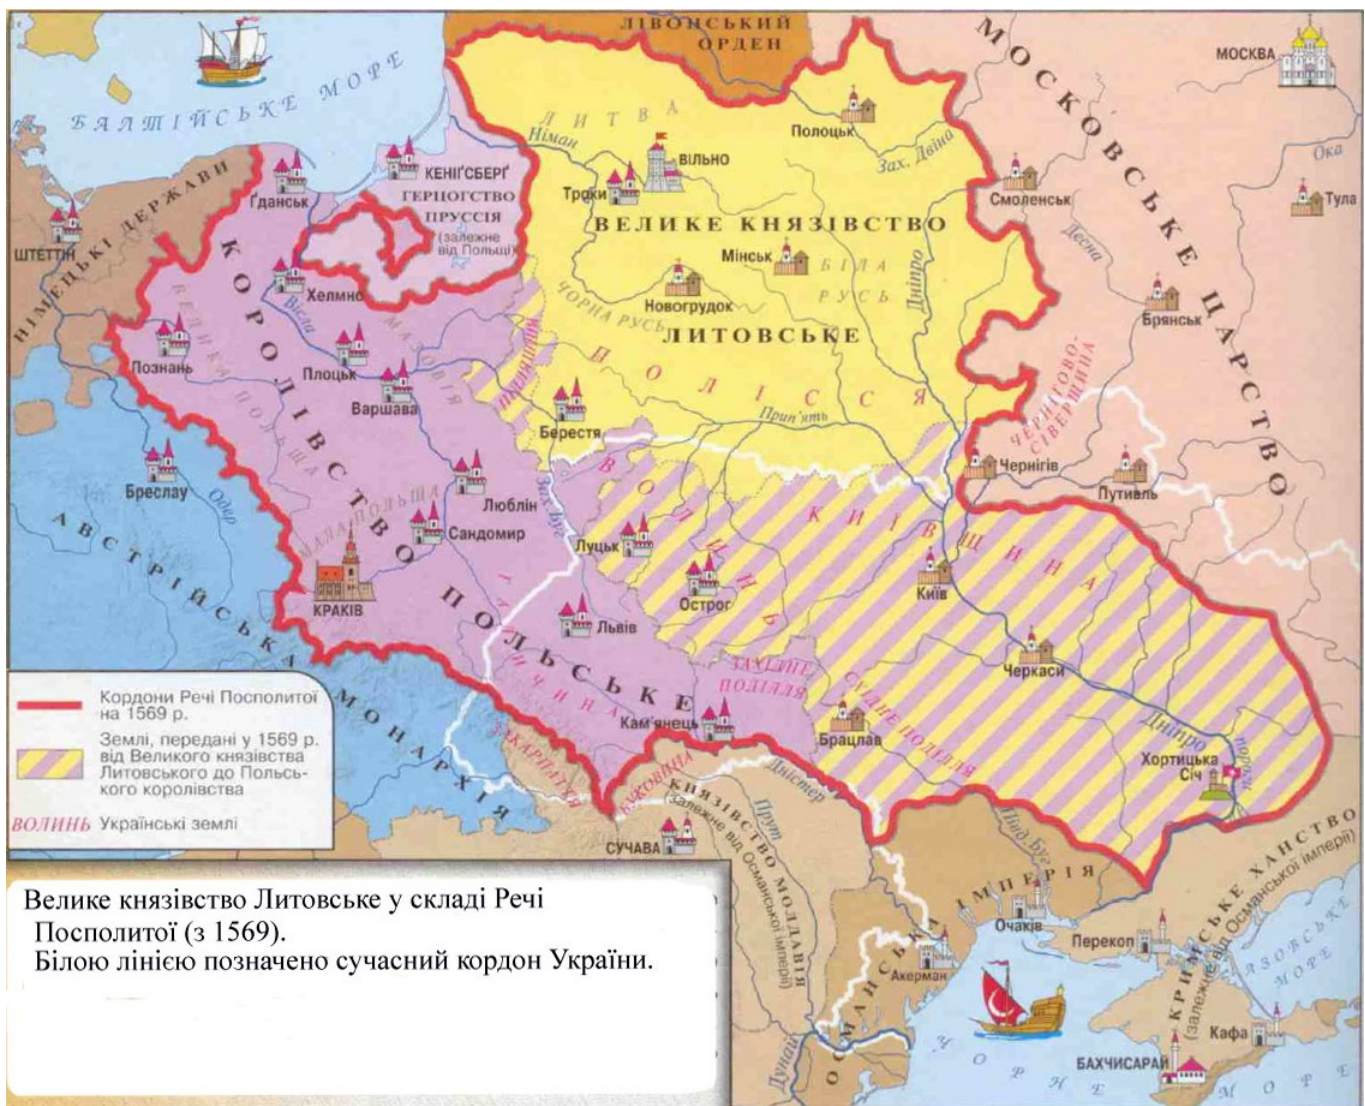 ЛІВОНСЬКИЙ
ОРДЕН
МОСКОВСЬКЕ ЦАРСТВО
МОСКВА
БАЛТІЙСЬКЕ МОРЕ
ЛИТВА
Німан
Полоцьк
Зах. Двіна
Ока
КЕНІҐСБЕРҐ
ГЕРЦОГСТВО
ПРУССІЯ
(залежне
від Польщі)
ВІЛЬНО
Троки
Ґданськ
Смоленськ
Тула
НІМЕЦЬКІ ДЕРЖАВИ
ШТЕТТІН
ВЕЛИКЕ КНЯЗІВСТВО
ЛИТОВСЬКЕ
Мінськ
БІЛА
РУСЬ
Десна
Дніпро
Хелмно
Вісла
Новогрудок
ЧОРНА РУСЬ
Брянськ
КОРОЛІВСТВО ПОЛЬСЬКЕ
ВЕЛИКА ПОЛЬЩА
МАЗОВІЯ
Познань
Плоцьк
Варшава
ПІДЛЯШШЯ
ПОЛІССЯ
ЧЕРНІГОВО-
СІВЕРЩИНА
Берестя
Прип'ять
Чернігів
Путивль
Бреслау
Одер
Люблін
Зах. Буг
МАЛА ПОЛЬЩА
Сандомир
ВОЛИНЬ
КИЇВЩИНА
Луцьк
АВСТРІЙСЬКА МОНАРХІЯ
КРАКІВ
Острог
Київ
Львів
ГАЛИЧИНА
Черкаси
ЗАХІДНЕ
ПОДІЛЛЯ
СХІДНЕ ПОДІЛЛЯ
Кам'янець
Брацлав
Дніпро
пороги
Хортицька
Січ
ЗАКАРПАТТЯ
БУКОВИНА
Дністер
КНЯЗІВСТВО МОЛДАВІЯ
(залежне від Османської імперії)
Прут
СУЧАВА
Півд. Буг
ОСМАНСЬКА ІМПЕРІЯ
Очаків
Перекоп
КРИМСЬКЕ ХАНСТВО
(залежне від Османської імперії)
АЗОВСЬКЕ
МОРЕ
Акерман
Кафа
БАХЧИСАРАЙ
Дунай
ЧОРНЕ МОРЕ
Кордони Речі Посполитої
на 1569 р.
Землі, передані у 1569 р.
від Великого князівства
Литовського до Польсь-
кого королівства
ВОЛИНЬ Українські землі
Велике князівство Литовське у складі Речі
Посполитої (з 1569).
Білою лінією позначено сучасний кордон України.